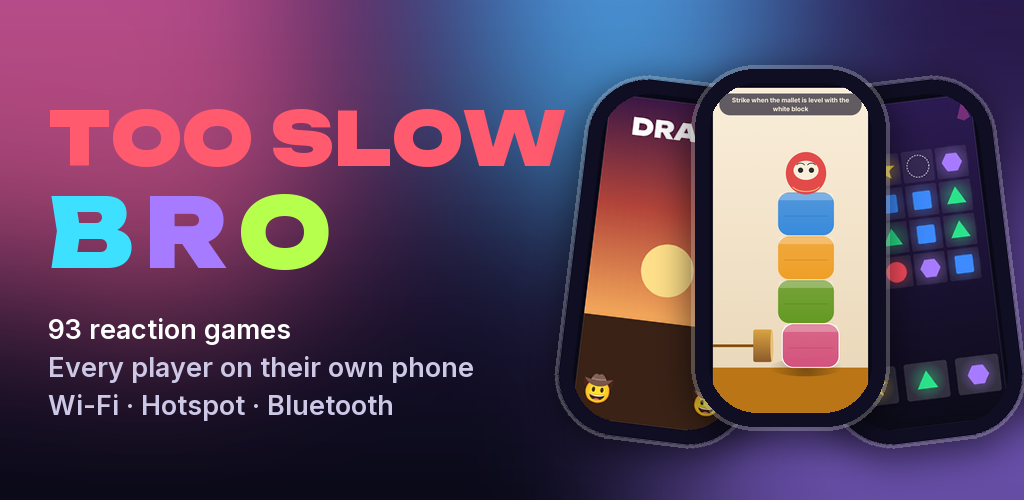 TOO SLOW
BRO
93 reaction games
Every player on their own phone
Wi-Fi · Hotspot · Bluetooth
DRA
Strike when the mallet is level with the
white block